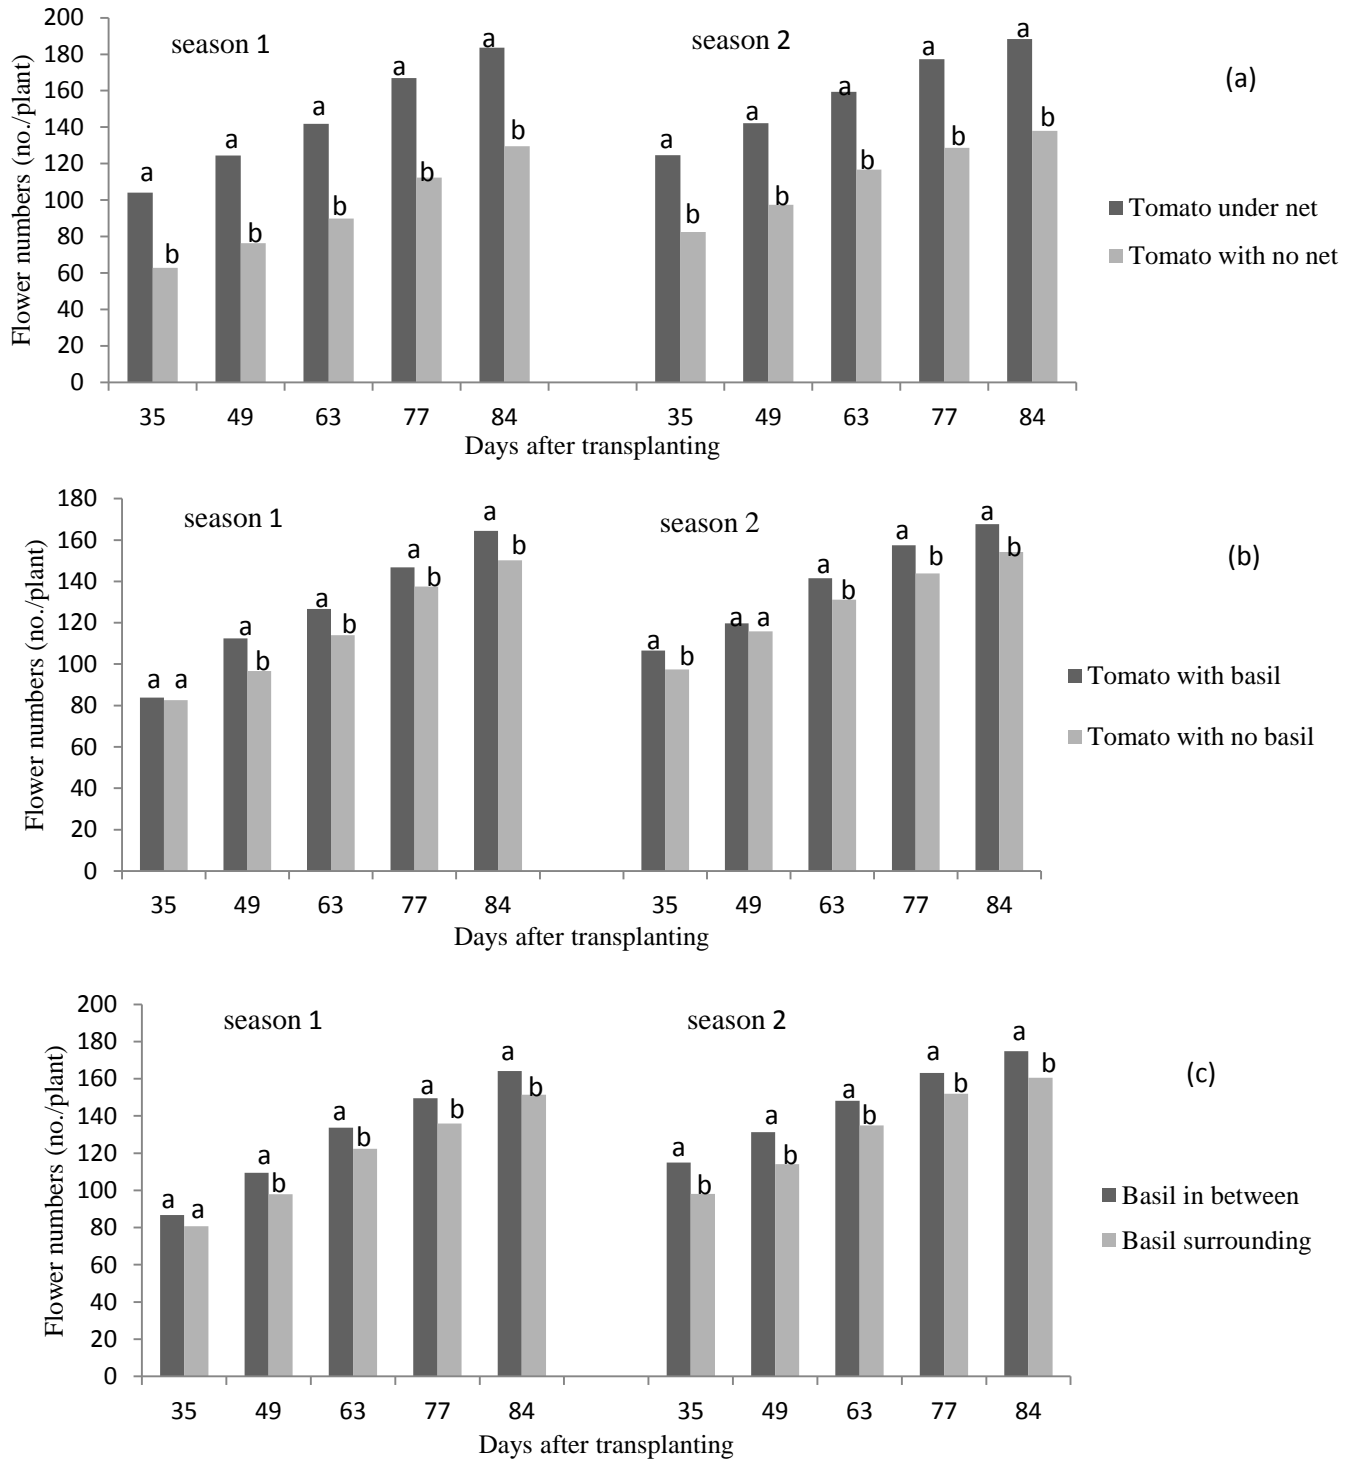 200
180
160
140
120
100
80
60
40
20
0
Flower numbers (no./plant)
season 1
season 2
(a)
a
b
a
b
a
b
a
b
a
b
a
b
a
b
a
b
a
b
a
b
Tomato under net
Tomato with no net
35 49 63 77 84 35 49 63 77 84
Days after transplanting
180
160
140
120
100
80
60
40
20
0
Flower numbers (no./plant)
season 1
season 2
(b)
a
a
a
b
a
b
a
b
a
b
a
b
a
a
a
b
a
b
a
b
Tomato with basil
Tomato with no basil
35 49 63 77 84 35 49 63 77 84
Days after transplanting
200
180
160
140
120
100
80
60
40
20
0
Flower numbers (no./plant)
season 1
season 2
(c)
a
a
a
b
a
b
a
b
a
b
a
b
a
b
a
b
a
b
a
b
Basil in between
Basil surrounding
35 49 63 77 84 35 49 63 77 84
Days after transplanting